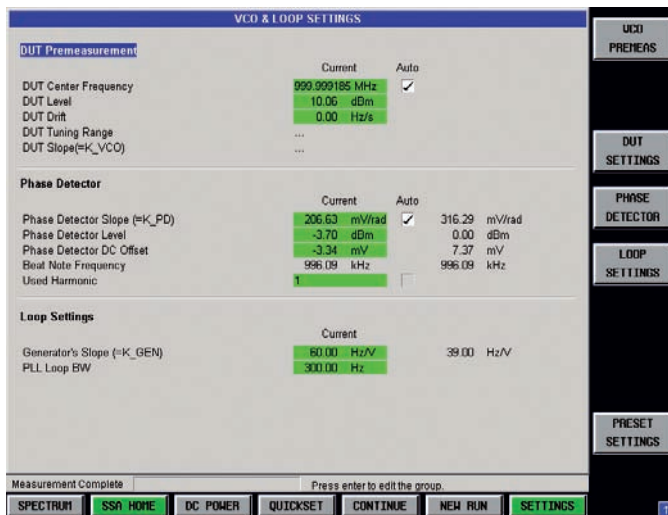 VCO & LOOP SETTINGS
DUT Premeasurement
Current Auto
DUT Center Frequency 999.999185 MHz
DUT Level 10.06 dBm
DUT Drift 0.00 Hz/s
DUT Tuning Range ...
DUT Slope(=K_VCO) ...
Phase Detector
Current Auto
Phase Detector Slope (=K_PD) 206.63 mV/rad 316.29 mV/rad
Phase Detector Level -3.70 dBm 0.00 dBm
Phase Detector DC Offset -3.34 mV 7.37 mV
Beat Note Frequency 996.09 kHz 996.09 kHz
Used Harmonic 1
Loop Settings
Current
Generator's Slope (=K_GEN) 60.00 Hz/V 39.00 Hz/V
PLL Loop BW 300.00 Hz
Measurement Complete Press enter to edit the group.
SPECTRUM SSA HOME DC POWER QUICKSET CONTINUE NEW RUN SETTINGS
VCO
PREMEAS
DUT
SETTINGS
PHASE
DETECTOR
LOOP
SETTINGS
PRESET
SETTINGS